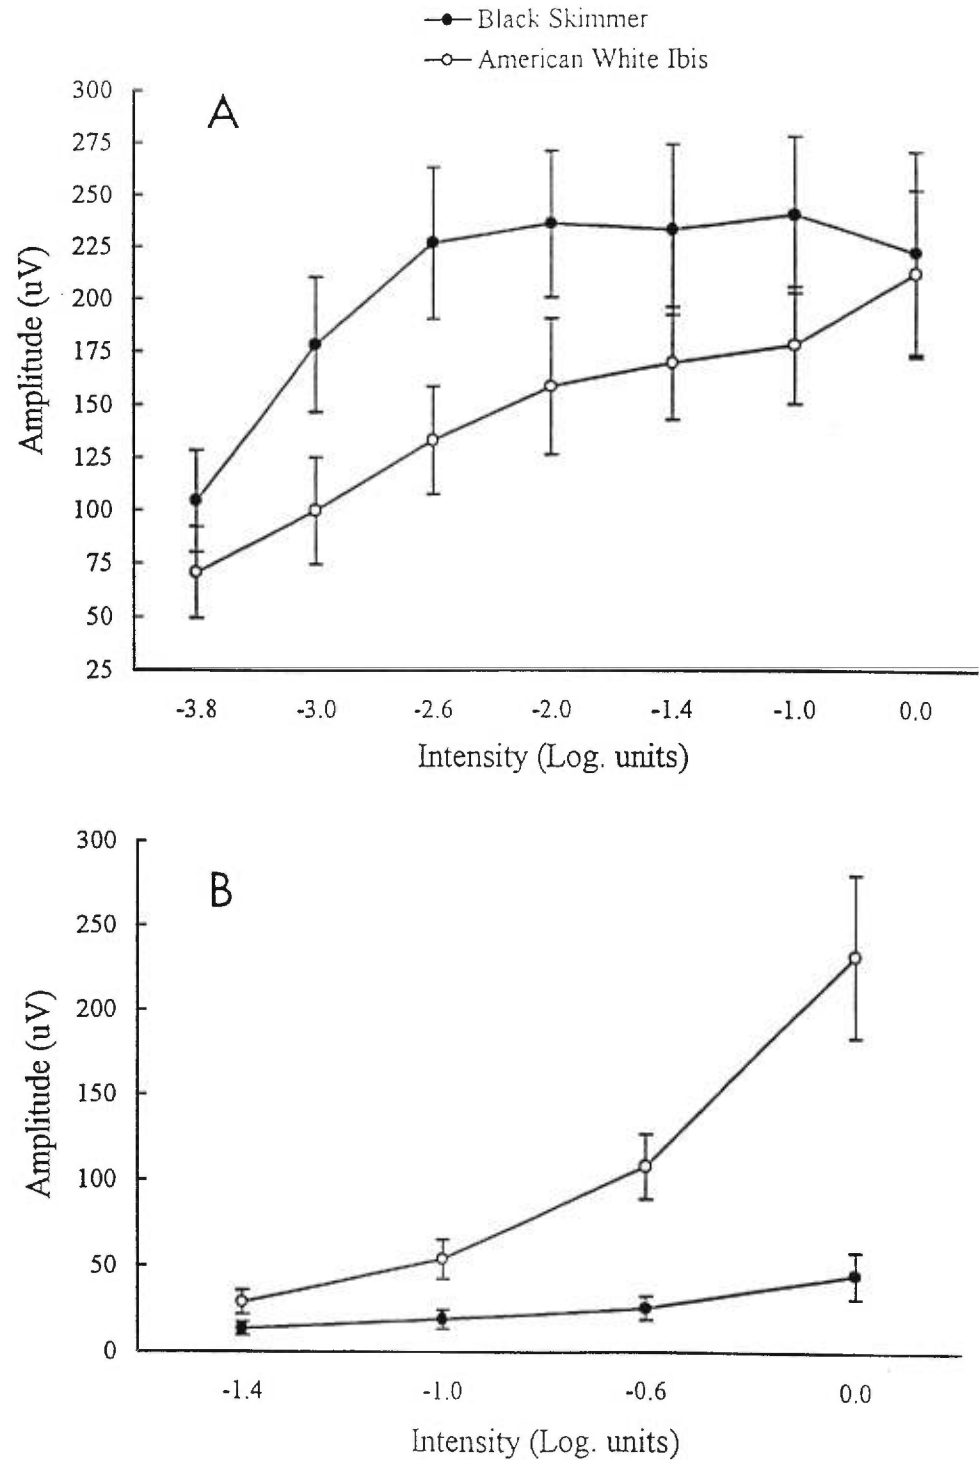 Black Skimmer
American White Ibis
A
300
275
250
225
200
175
150
125
100
75
50
25
Amplitude (uV)
-3.8 -3.0 -2.6 -2.0 -1.4 -1.0 0.0
Intensity (Log. units)
B
300
250
200
150
100
50
0
Amplitude (uV)
-1.4 -1.0 -0.6 0.0
Intensity (Log. units)